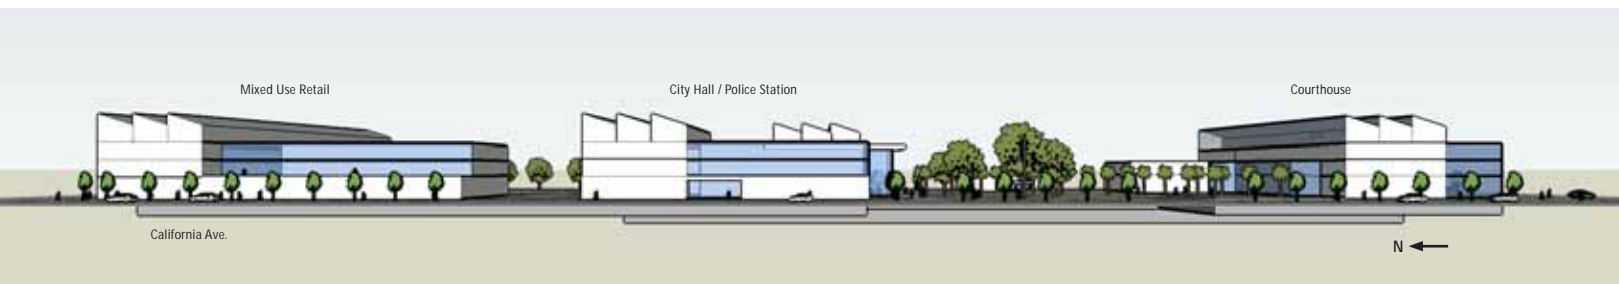 Mixed Use Retail
City Hall / Police Station
Courthouse
California Ave.
N